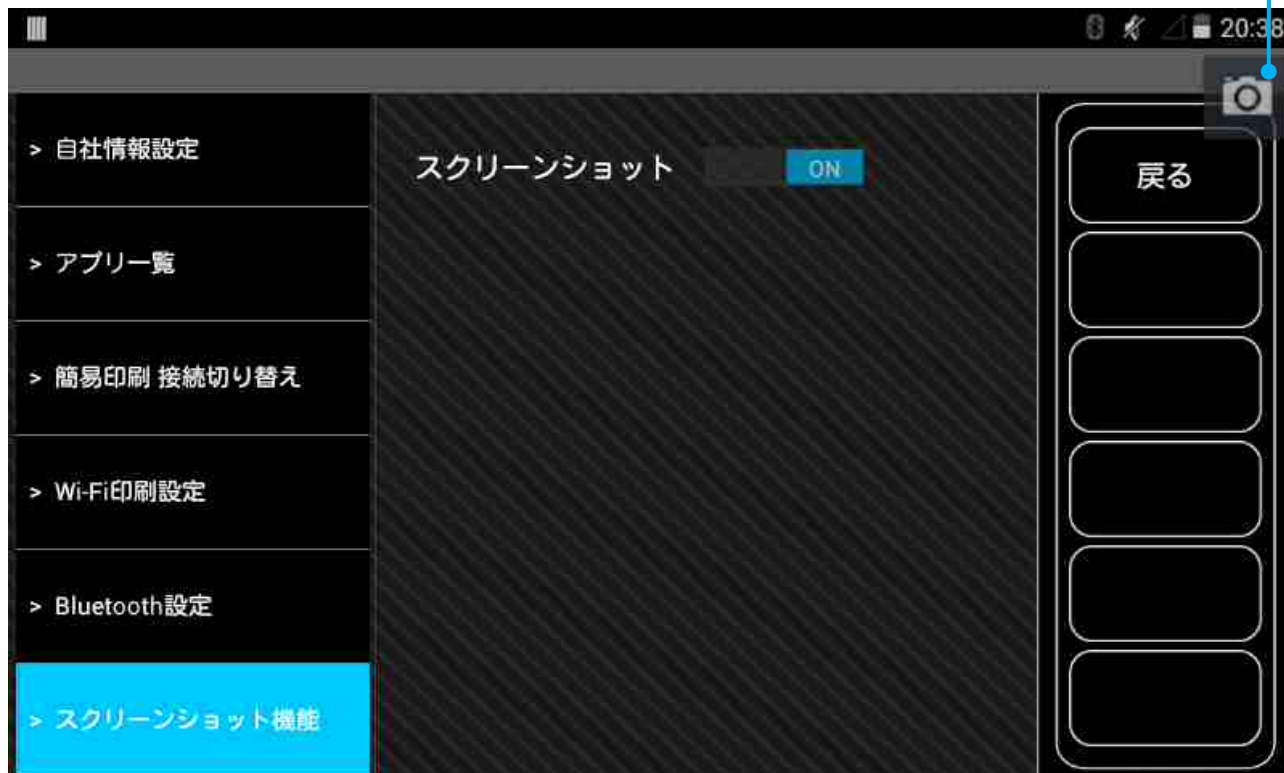 20:38
> 自社情報設定
スクリーンショット ON
戻る
> アプリ一覧
> 簡易印刷 接続切り替え
> Wi-Fi印刷設定
> Bluetooth設定
> スクリーンショット機能